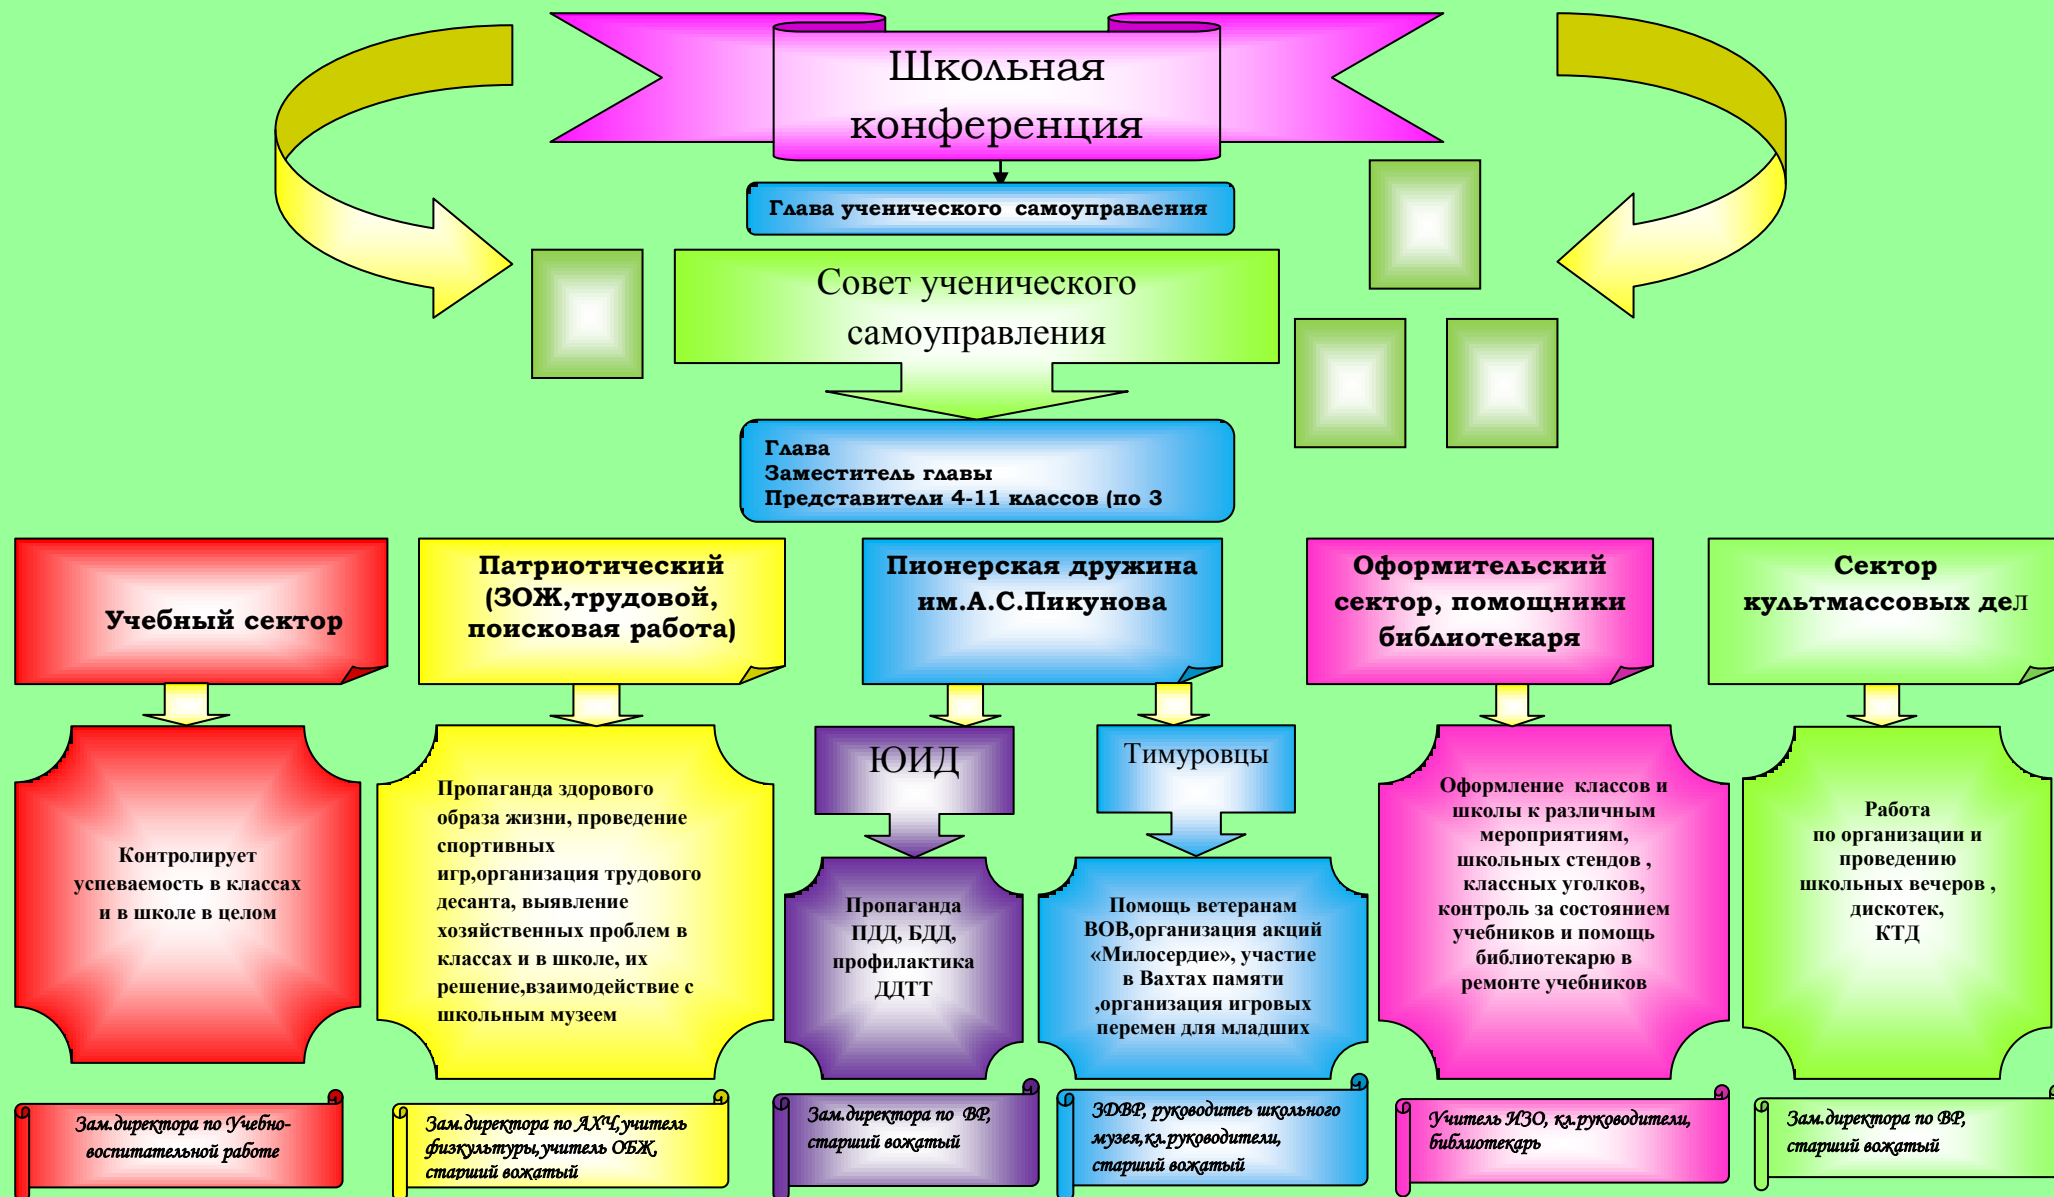 Школьная
конференция
Глава ученического самоуправления
Совет ученического
самоуправления
Глава
Заместитель главы
Представители 4-11 классов (по 3
Учебный сектор
Патриотический
(ЗОЖ,трудовой,
поисковая работа)
Пионерская дружина
им.А.С.Пикунова
Оформительский
сектор, помощники
библиотекаря
Сектор
культмассовых дел
Контролирует
успеваемость в классах
и в школе в целом
Пропаганда здорового
образа жизни, проведение
спортивных
игр,организация трудового
десанта, выявление
хозяйственных проблем в
классах и в школе, их
решение,взаимодействие с
школьным музеем
ЮИД
Пропаганда
ПДД, БДД,
профилактика
ДДТТ
Тимуровцы
Помощь ветеранам
ВОВ,организация акций
«Милосердие», участие
в Вахтах памяти
,организация игровых
перемен для младших
Оформление классов и
школы к различным
мероприятиям,
школьных стендов ,
классных уголков,
контроль за состоянием
учебников и помощь
библиотекарю в
ремонте учебников
Работа
по организации и
проведению
школьных вечеров ,
дискотек,
КТД
Зам.директора по Учебно-
воспитательной работе
Зам.директора по АХЧ,учитель
физкультуры,учитель ОБЖ,
старший вожатый
Зам.директора по ВР,
старший вожатый
ЗДВР, руководитеь школьного
музея,кл.руководители,
старший вожатый
Учитель ИЗО, кл.руководители,
библиотекарь
Зам.директора по ВР,
старший вожатый